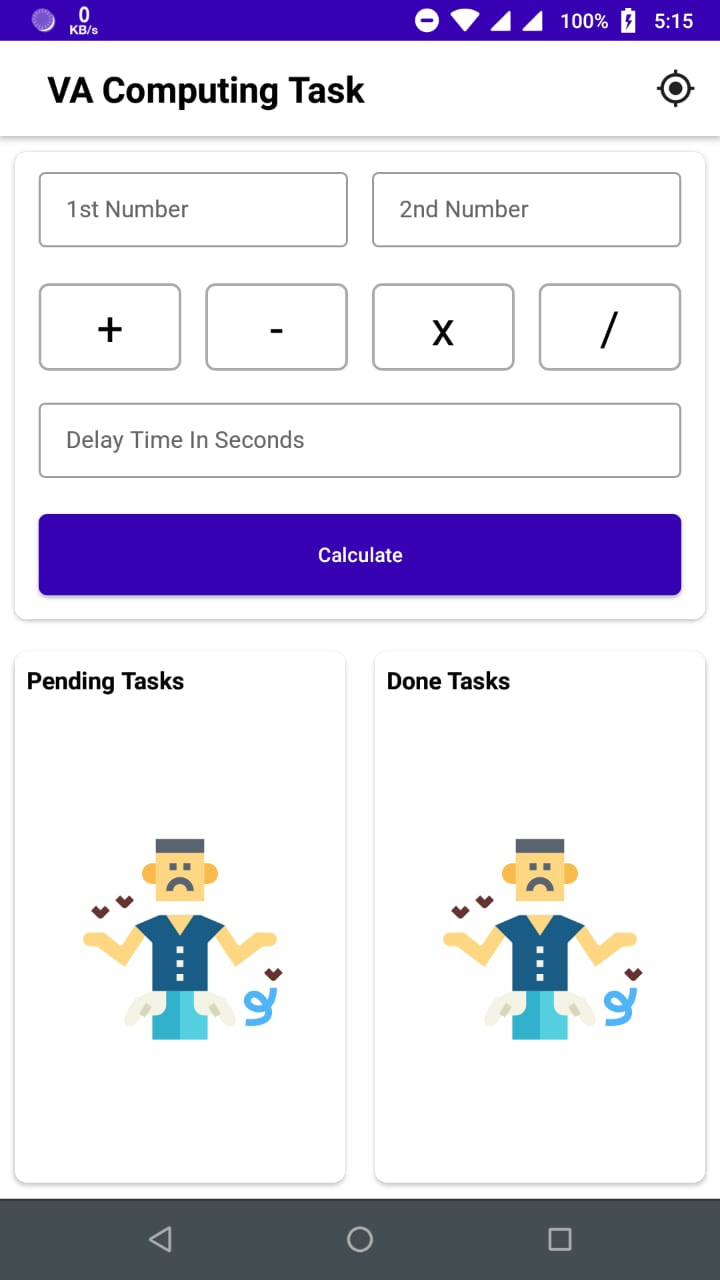 0
KB/s
100%
5:15
VA Computing Task
1st Number
2nd Number
+
-
x
/
Delay Time In Seconds
Calculate
Pending Tasks
Done Tasks